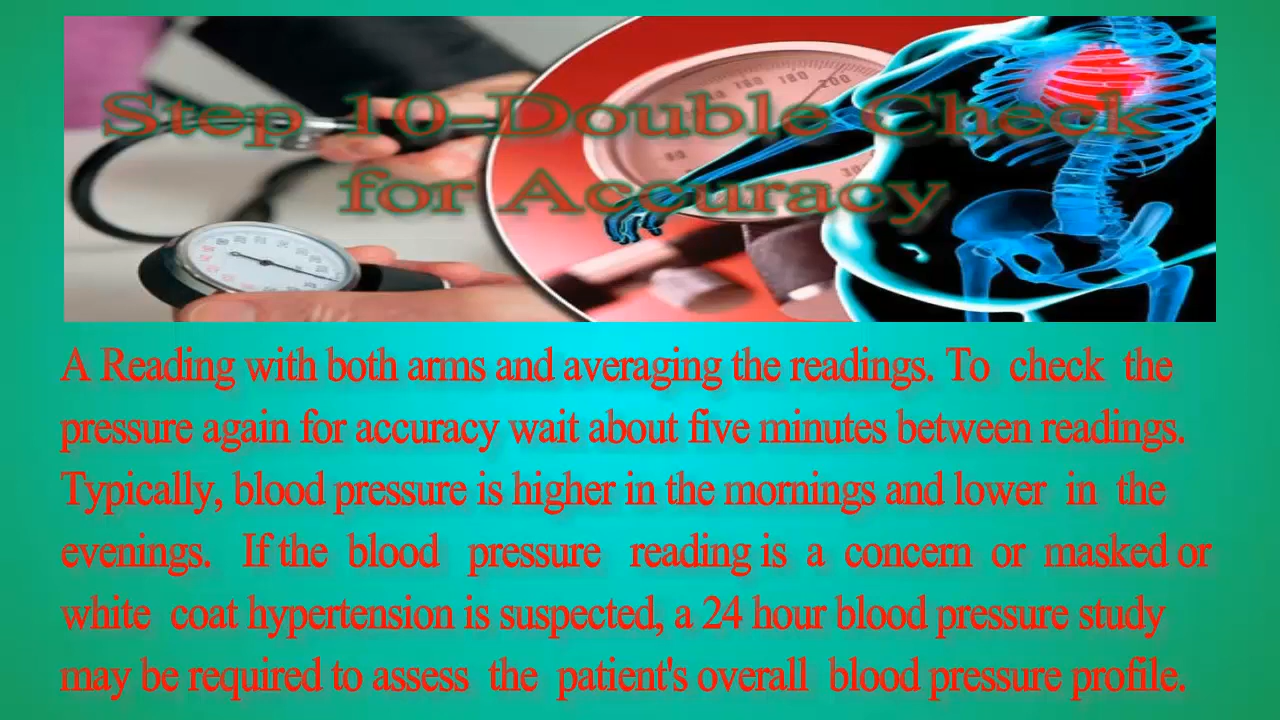 Step 10-Double Check
for Accuracy
A Reading with both arms and averaging the readings. To check the
pressure again for accuracy wait about five minutes between readings.
Typically, blood pressure is higher in the mornings and lower in the
evenings. If the blood pressure reading is a concern or masked or
white coat hypertension is suspected, a 24 hour blood pressure study
may be required to assess the patient's overall blood pressure profile.